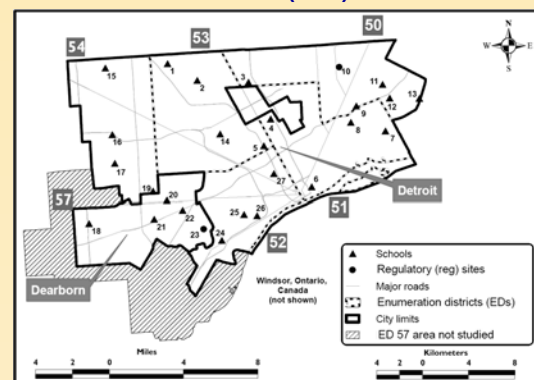 54
53
50
N
W
E
S
15
1
2
3
10
11
12
13
9
8
7
4
14
5
16
17
27
6
19
20
Detroit
57
18
21
22
23
25
26
24
51
52
Dearborn
Windsor, Ontario,
Canada
(not shown)
Schools
Regulatory (reg) sites
Major roads
Enumeration districts (EDs)
City limits
ED 57 area not studied
Miles
4 2 0 4 8
Kilometers
4 2 0 4 8